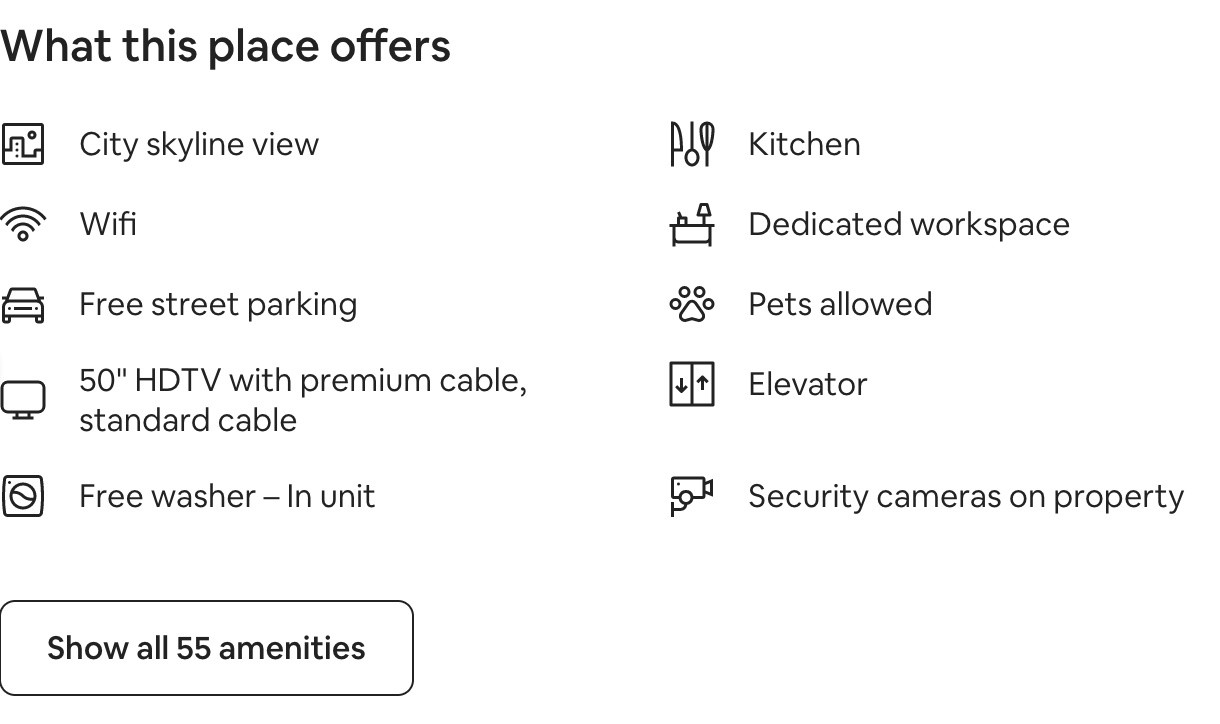 What this place offers
City skyline view
Kitchen
Wifi
Dedicated workspace
Free street parking
Pets allowed
50" HDTV with premium cable,
standard cable
Elevator
Free washer – In unit
Security cameras on property
Show all 55 amenities